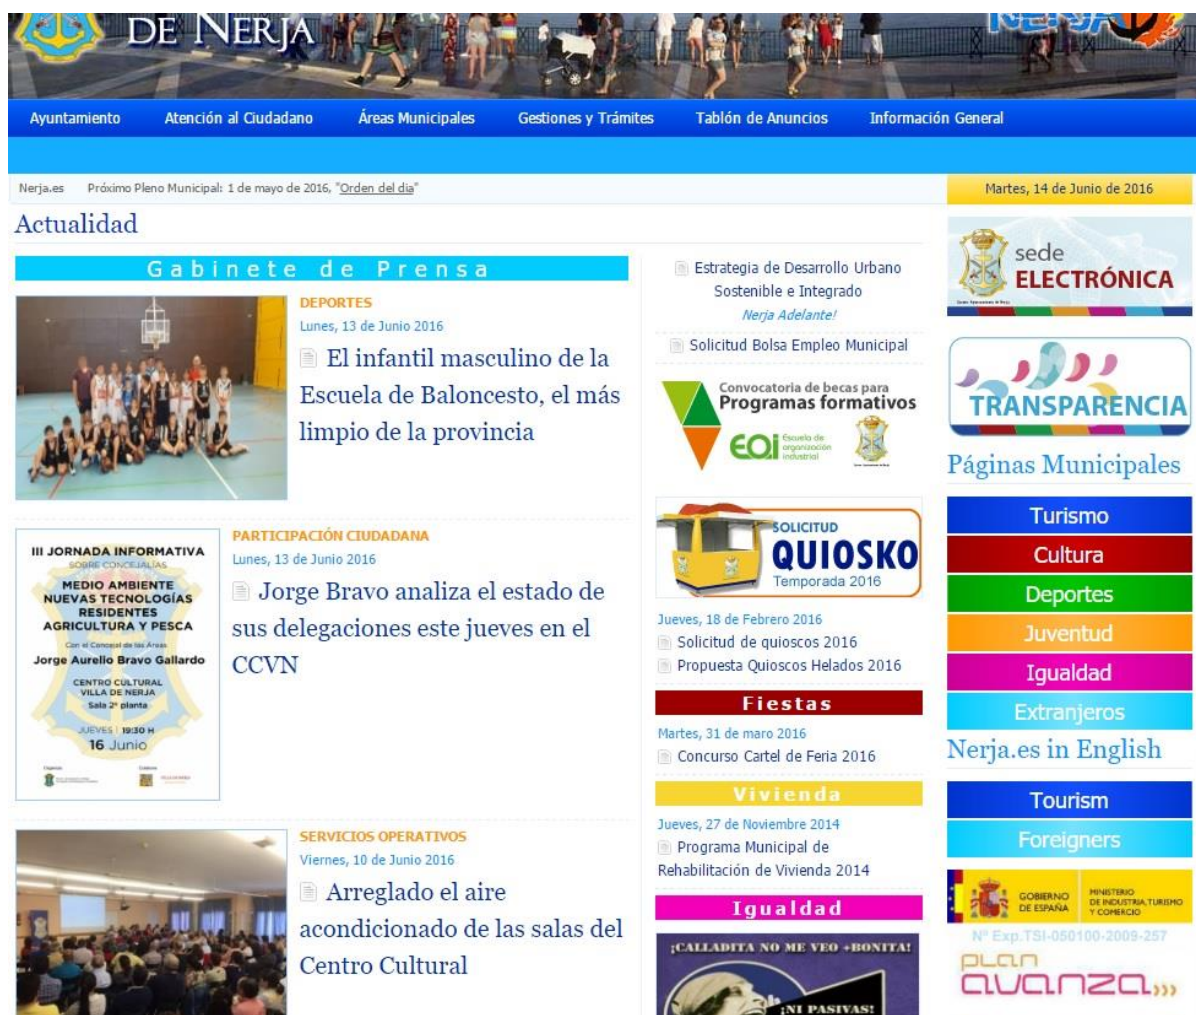 DE NERJA
NERJA
Ayuntamiento
Atención al Ciudadano
Áreas Municipales
Gestiones y Trámites
Tablón de Anuncios
Información General
Nerja.es
Próximo Pleno Municipal: 1 de mayo de 2016, "Orden del dia"
Martes, 14 de Junio de 2016
Actualidad
Gabinete de Prensa
DEPORTES
Lunes, 13 de Junio 2016
El infantil masculino de la
Escuela de Baloncesto, el más
limpio de la provincia
III JORNADA INFORMATIVA
SOBRE CONCEJALÍAS
MEDIO AMBIENTE
NUEVAS TECNOLOGÍAS
RESIDENTES
AGRICULTURA Y PESCA
Con el Concejal de las Áreas
Jorge Aurelio Bravo Gallardo
CENTRO CULTURAL
VILLA DE NERJA
Sala 2ª planta
JUEVES 19:30 H
16 Junio
PARTICIPACIÓN CIUDADANA
Lunes, 13 de Junio 2016
Jorge Bravo analiza el estado de
sus delegaciones este jueves en el
CCVN
SERVICIOS OPERATIVOS
Viernes, 10 de Junio 2016
Arreglado el aire
acondicionado de las salas del
Centro Cultural
Estrategia de Desarrollo Urbano
Sostenible e Integrado
Nerja Adelante!
Solicitud Bolsa Empleo Municipal
Convocatoria de becas para
Programas formativos
EOi Escuela de
organización
industrial
SOLICITUD
QUIOSKO
Temporada 2016
Jueves, 18 de Febrero 2016
Solicitud de quioscos 2016
Propuesta Quioscos Helados 2016
Fiestas
Martes, 31 de maro 2016
Concurso Cartel de Feria 2016
Vivienda
Jueves, 27 de Noviembre 2014
Programa Municipal de
Rehabilitación de Vivienda 2014
Igualdad
¡CALLADITA NO ME VEO +BONITA!
¡NI PASIVAS!
sede
ELECTRÓNICA
TRANSPARENCIA
Páginas Municipales
Turismo
Cultura
Deportes
Juventud
Igualdad
Extranjeros
Nerja.es in English
Tourism
Foreigners
GOBIERNO
DE ESPAÑA
MINISTERIO
DE INDUSTRIA, TURISMO
Y COMERCIO
Nº Exp.TSI-050100-2009-257
plan
avanza